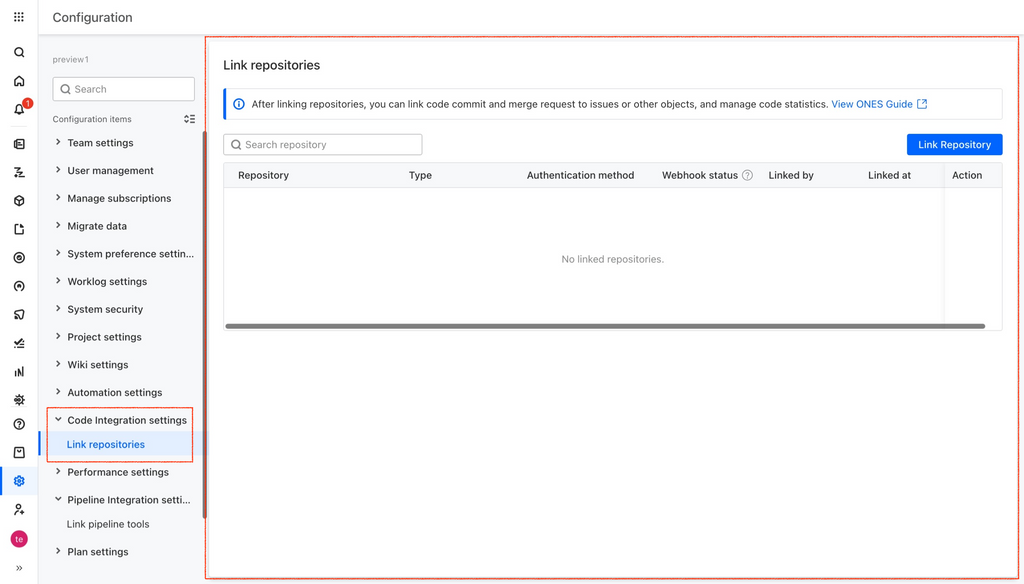 Configuration
preview1
Search
1
Configuration items
Team settings
User management
Manage subscriptions
Migrate data
System preference settin...
Worklog settings
System security
Project settings
Wiki settings
Automation settings
Code Integration settings
Link repositories
Performance settings
Pipeline Integration setti...
Link pipeline tools
Plan settings
te
Link repositories
After linking repositories, you can link code commit and merge request to issues or other objects, and manage code statistics. View ONES Guide
Search repository
Link Repository
Repository Type Authentication method Webhook status Linked by Linked at Action
No linked repositories.